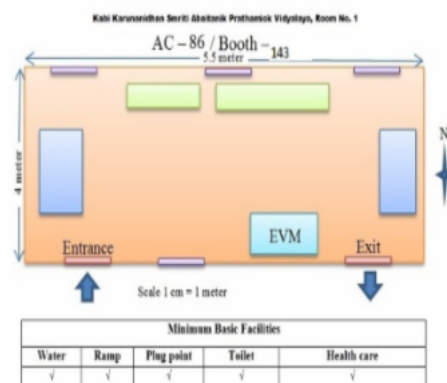 Kabi Karunanidhan Smriti Abaitanik Prathamiok Vidyalaya, Room No. 1
AC – 86 / Booth – 143
5.5 meter
4 meter
N
EVM
Entrance
Exit
Scale 1 cm = 1 meter
Minimum Basic Facilities
Water Ramp Plug point Toilet Health care
√ √ √ √ √